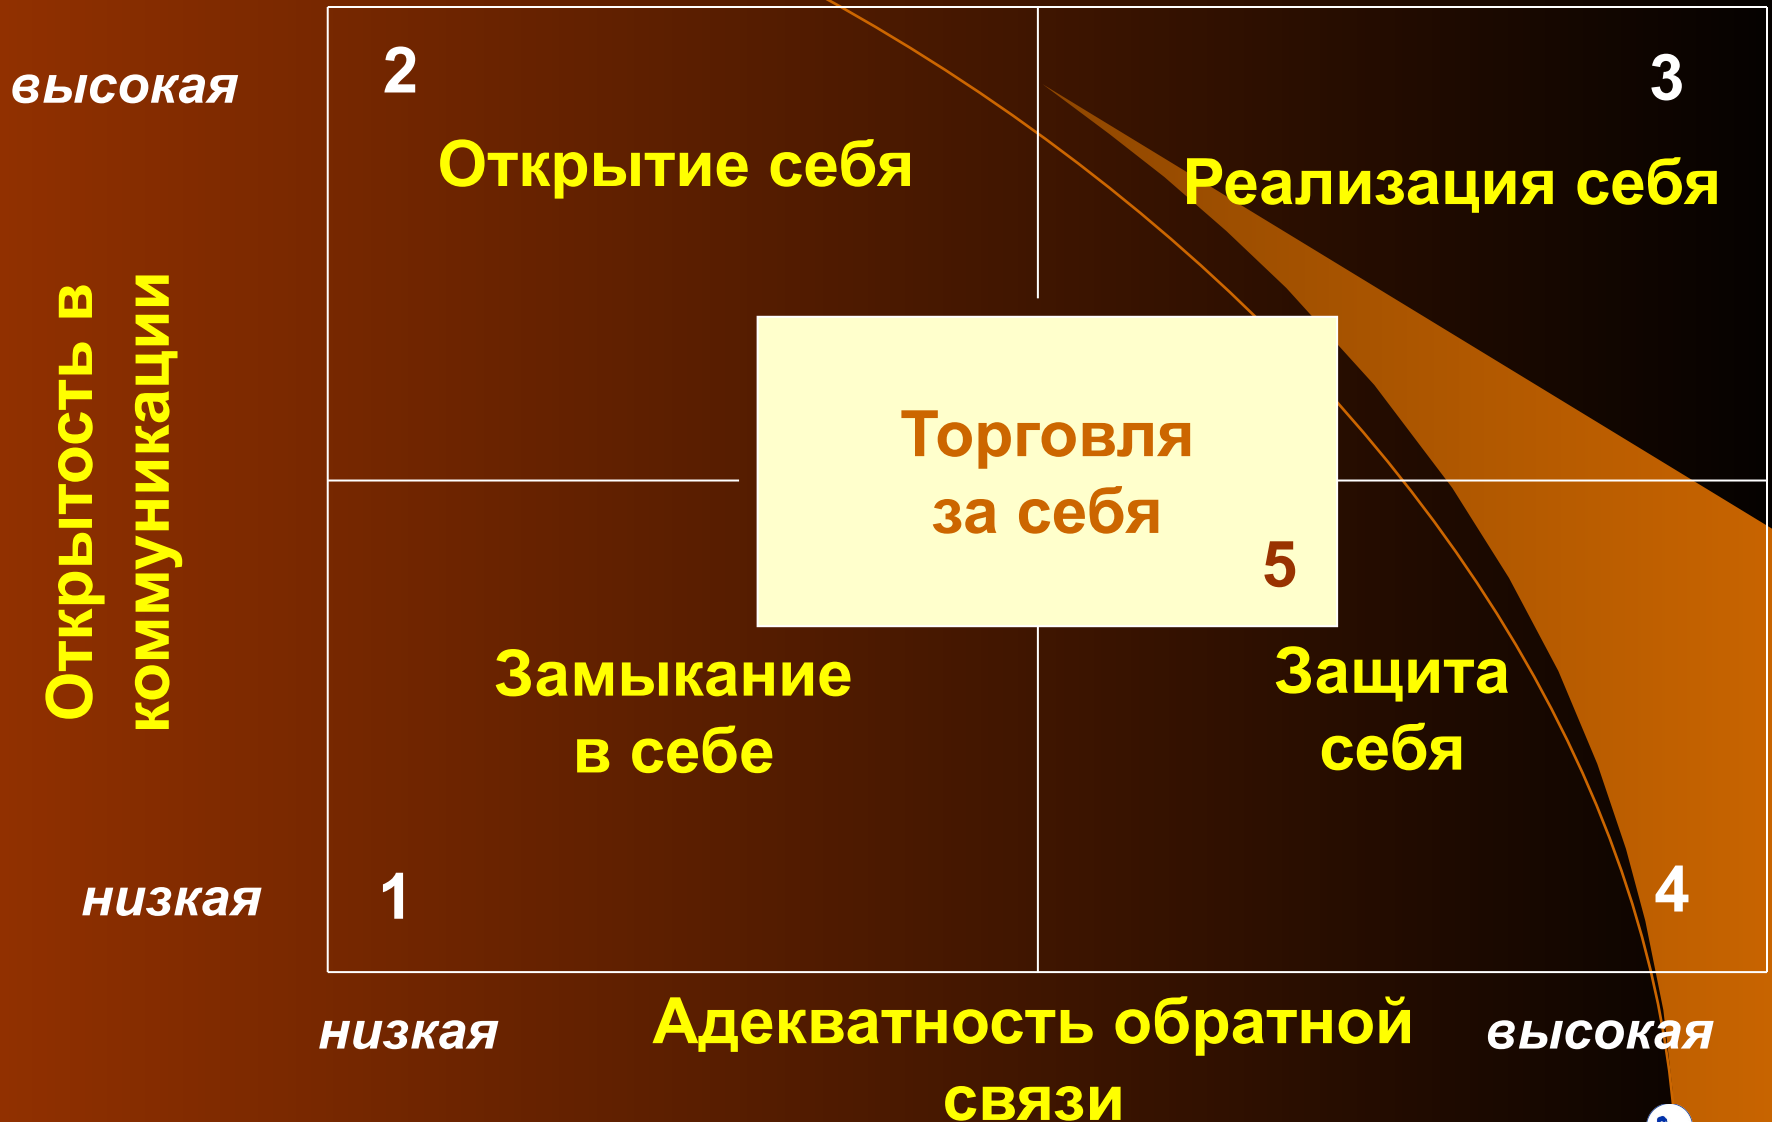 высокая
2
3
Открытие себя
Реализация себя
Открытость в
коммуникации
Торговля
за себя
5
Замыкание
в себе
Защита
себя
низкая
1
4
низкая
Адекватность обратной
связи
высокая